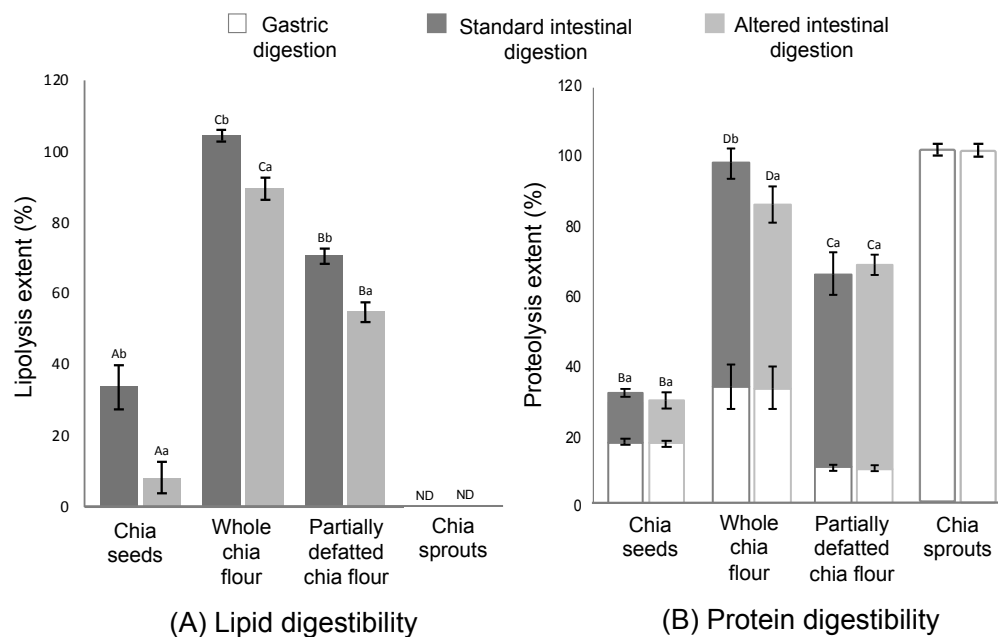 Gastric
digestion
Standard intestinal
digestion
Altered intestinal
digestion
Lipolysis extent (%)
120
100
80
60
40
20
0
Ab
Aa
Cb
Ca
Bb
Ba
ND
ND
Chia
seeds
Whole
chia
flour
Partially
defatted
chia flour
Chia
sprouts
(A) Lipid digestibility
Proteolysis extent (%)
120
100
80
60
40
20
0
Ba
Ba
Db
Da
Ca
Ca
Chia
seeds
Whole
chia
flour
Partially
defatted
chia flour
Chia
sprouts
(B) Protein digestibility